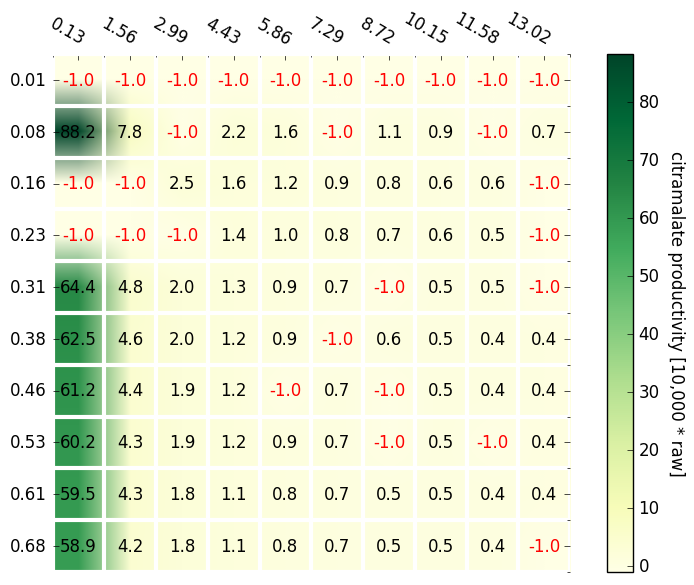 0.13 1.56 2.99 4.43 5.86 7.29 8.72 10.15 11.58 13.02
0.01 -1.0 -1.0 -1.0 -1.0 -1.0 -1.0 -1.0 -1.0 -1.0 -1.0
0.08 88.2 7.8 -1.0 2.2 1.6 -1.0 1.1 0.9 -1.0 0.7
0.16 -1.0 -1.0 2.5 1.6 1.2 0.9 0.8 0.6 0.6 -1.0
0.23 -1.0 -1.0 -1.0 1.4 1.0 0.8 0.7 0.6 0.5 -1.0
0.31 64.4 4.8 2.0 1.3 0.9 0.7 -1.0 0.5 0.5 -1.0
0.38 62.5 4.6 2.0 1.2 0.9 -1.0 0.6 0.5 0.4 0.4
0.46 61.2 4.4 1.9 1.2 -1.0 0.7 -1.0 0.5 0.4 0.4
0.53 60.2 4.3 1.9 1.2 0.9 0.7 -1.0 0.5 -1.0 0.4
0.61 59.5 4.3 1.8 1.1 0.8 0.7 0.5 0.5 0.4 0.4
0.68 58.9 4.2 1.8 1.1 0.8 0.7 0.5 0.5 0.4 -1.0
80
70
60
50
40
30
20
10
0
citramalate productivity [10,000 * raw]